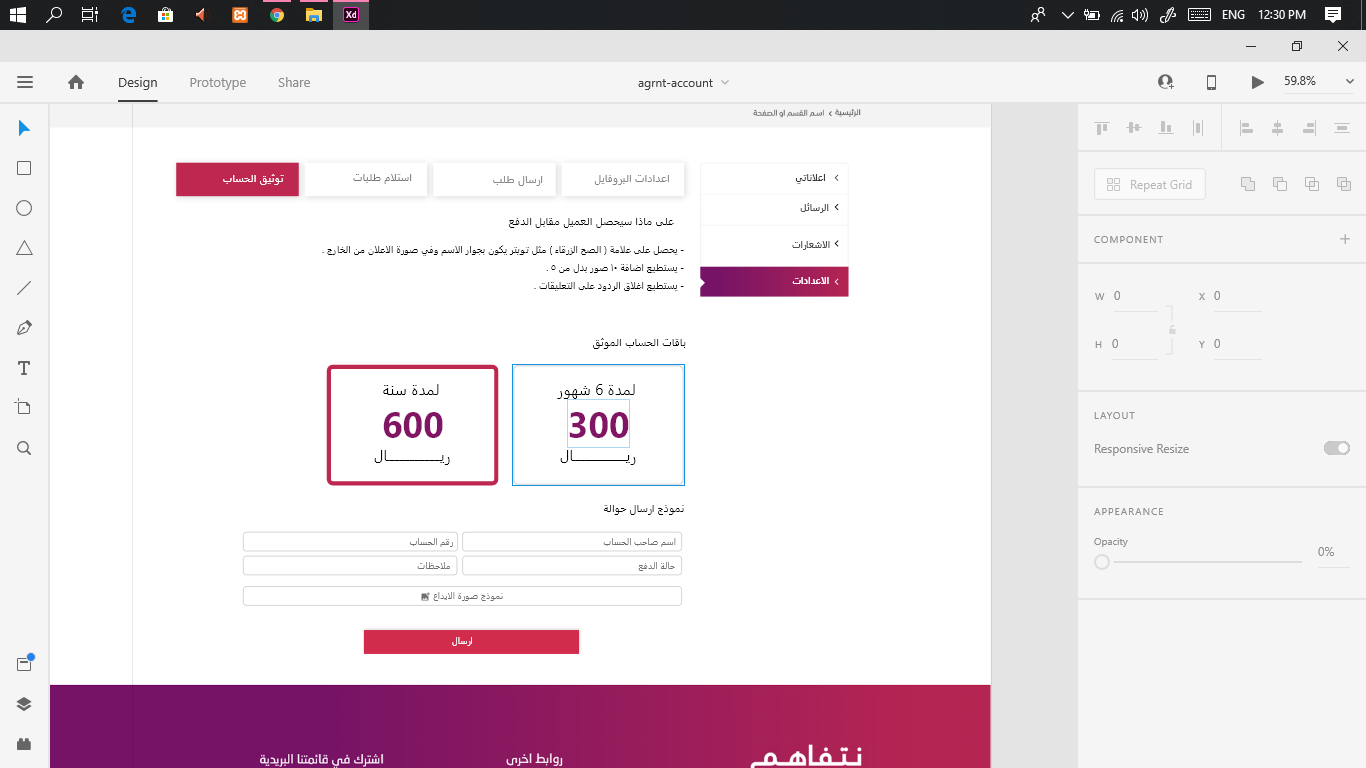 ENG 12:30 PM
Design Prototype Share
agrnt-account
59.8%
الرئيسية › اسم القسم او الصفحة
اعلاناتي
الرسائل
الاشعارات
الاعدادات
اعدادات البروفايل
ارسال طلب
استلام طلبات
توثيق الحساب
على ماذا سيحصل العميل مقابل الدفع
- يحصل على علامة ( الصح الزرقاء ) مثل تويتر يكون بجوار الاسم وفي صورة الاعلان من الخارج .
- يستطيع اضافة ١٠ صور بدل من ٥ .
- يستطيع اغلاق الردود على التعليقات .
باقات الحساب الموثق
لمدة 6 شهور
300
ريـــــــــــال
لمدة سنة
600
ريـــــــــــال
نموذج ارسال حوالة
اسم صاحب الحساب
رقم الحساب
حالة الدفع
ملاحظات
نموذج صورة الايداع
ارسال
نتفاهم
روابط اخرى
اشترك في قائمتنا البريدية
Repeat Grid
COMPONENT
W 0 X 0
H 0 Y 0
LAYOUT
Responsive Resize
APPEARANCE
Opacity
0%
Xd